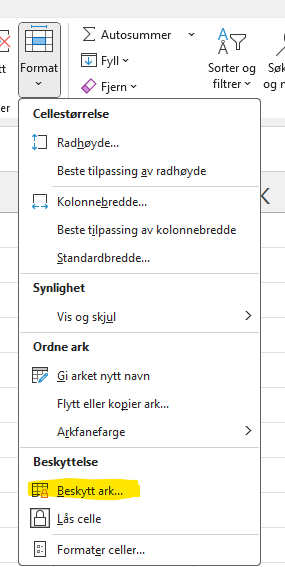 tt
Format
er
Autosummer
Fyll
Fjern
Sorter og
filtrer
Søk
og n
Cellestørrelse
Radhøyde...
Beste tilpassing av radhøyde
Kolonnebredde...
Beste tilpassing av kolonnebredde
Standardbredde...
Synlighet
Vis og skjul
Ordne ark
Gi arket nytt navn
Flytt eller kopier ark...
Arkfanefarge
Beskyttelse
Beskytt ark...
Lås celle
Formater celler...
K